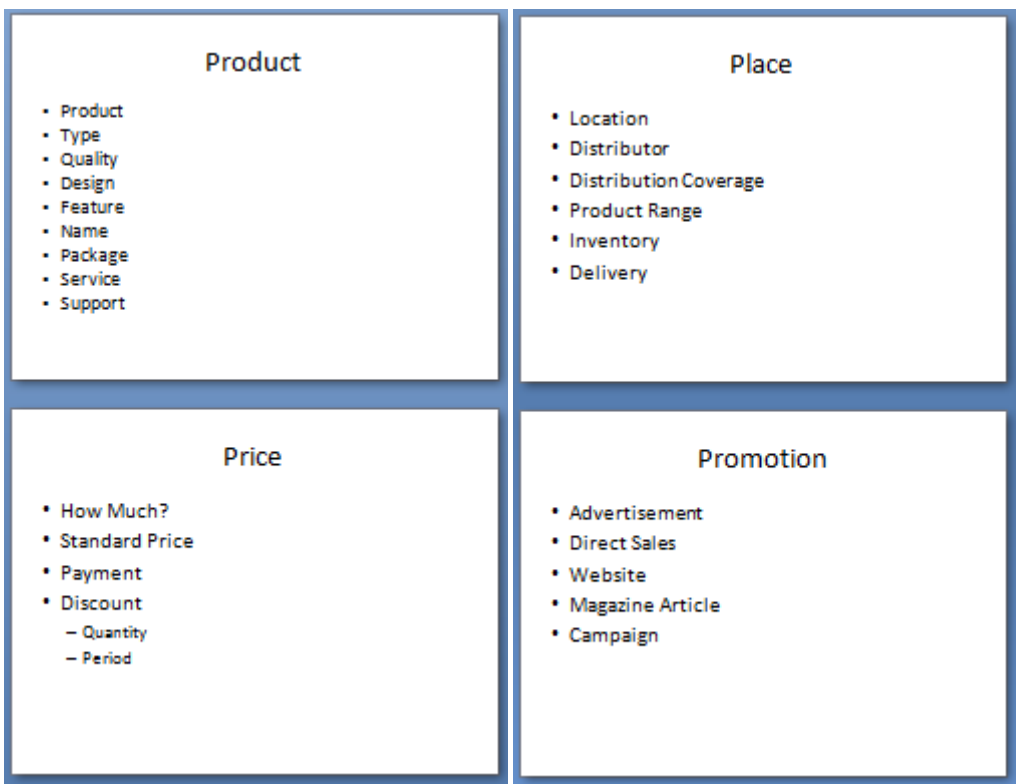 Product
• Product
• Type
• Quality
• Design
• Feature
• Name
• Package
• Service
• Support
Place
• Location
• Distributor
• Distribution Coverage
• Product Range
• Inventory
• Delivery
Price
• How Much?
• Standard Price
• Payment
• Discount
– Quantity
– Period
Promotion
• Advertisement
• Direct Sales
• Website
• Magazine Article
• Campaign